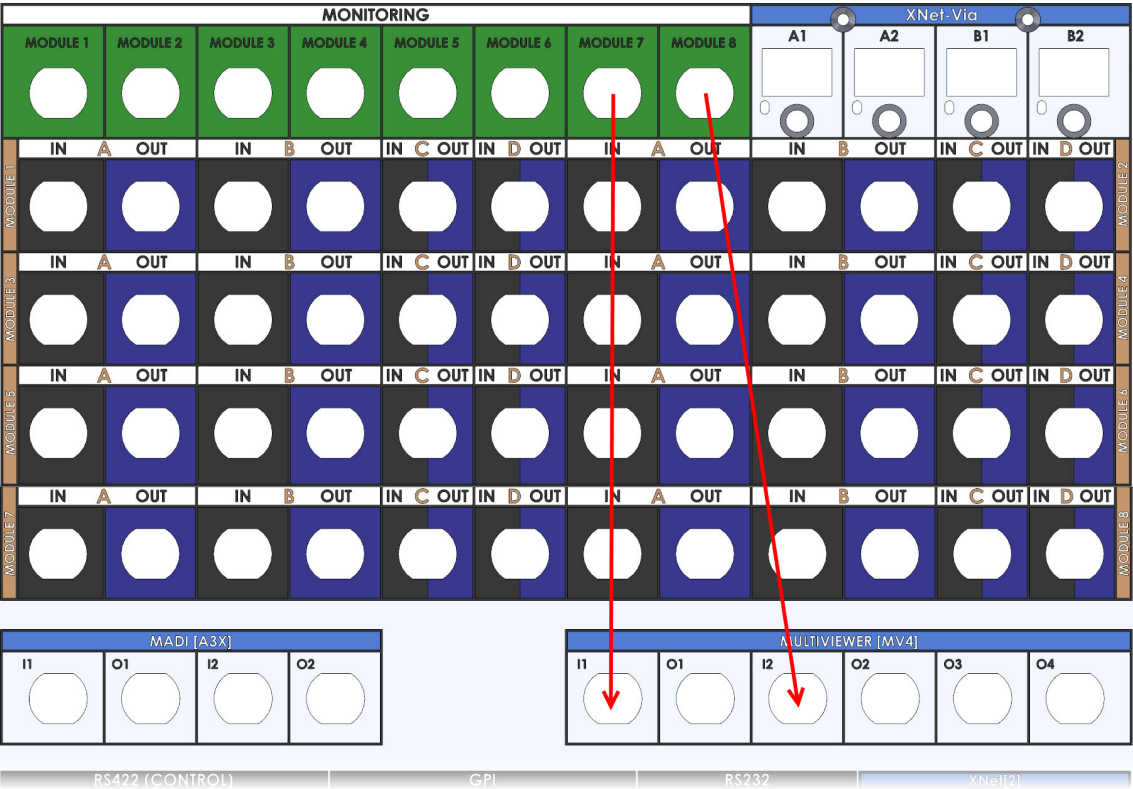 MONITORING XNet-Via
MODULE 1 MODULE 2 MODULE 3 MODULE 4 MODULE 5 MODULE 6 MODULE 7 MODULE 8 A1 A2 B1 B2
IN A OUT IN B OUT IN C OUT IN D OUT IN A OUT IN B OUT IN C OUT IN D OUT
MODULE 1
MODULE 2
IN A OUT IN B OUT IN C OUT IN D OUT IN A OUT IN B OUT IN C OUT IN D OUT
MODULE 3
MODULE 4
IN A OUT IN B OUT IN C OUT IN D OUT IN A OUT IN B OUT IN C OUT IN D OUT
MODULE 5
MODULE 6
IN A OUT IN B OUT IN C OUT IN D OUT IN A OUT IN B OUT IN C OUT IN D OUT
MODULE 7
MODULE 8
MADI [A3X] MULTIVIEWER [MV4]
I1 O1 I2 O2 I1 O1 I2 O2 O3 O4
RS422 (CONTROL) GPI RS232 XNet[2]